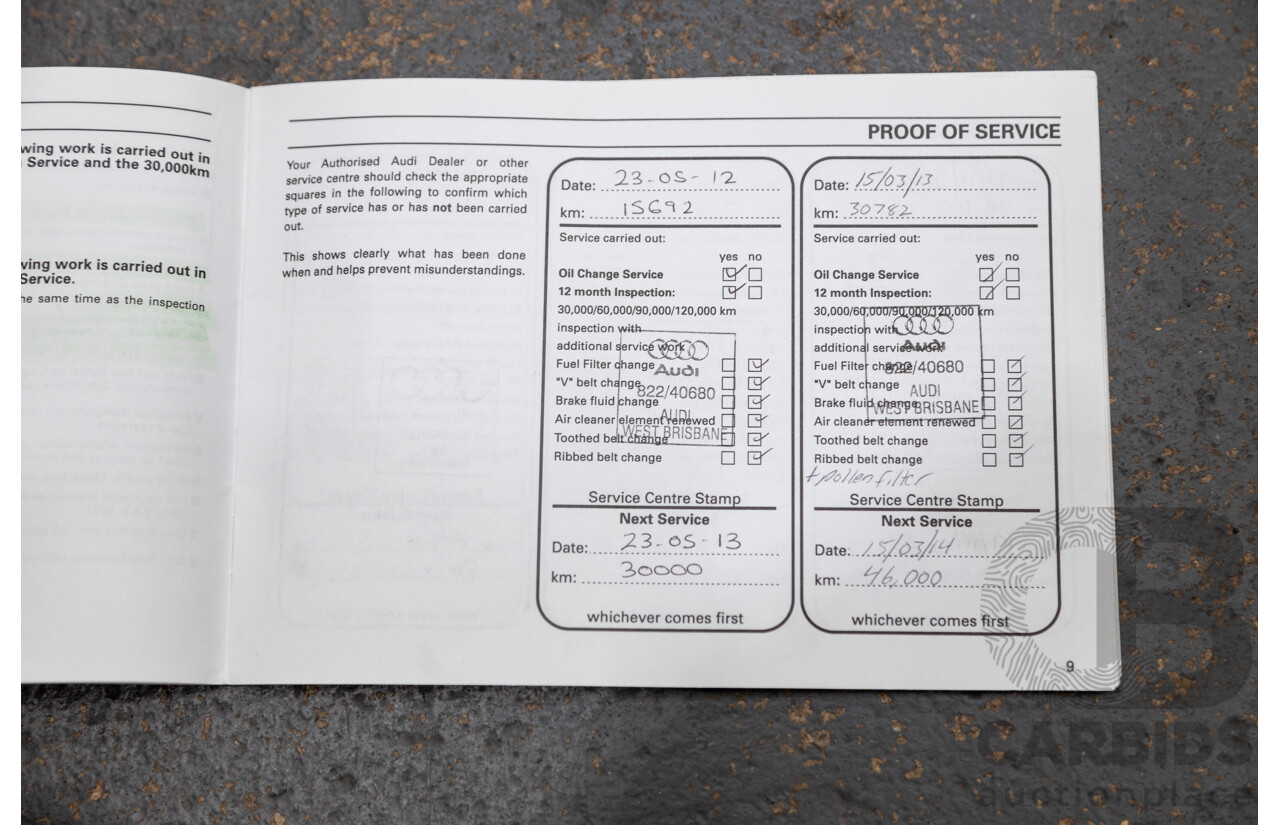 wing work is carried out in
Service and the 30,000km
wing work is carried out in
Service.
he same time as the inspection
PROOF OF SERVICE
Your Authorised Audi Dealer or other
service centre should check the appropriate
squares in the following to confirm which
type of service has or has not been carried
out.
This shows clearly what has been done
when and helps prevent misunderstandings.
Date: 23-05-12
km: 15692
Service carried out:
yes no
Oil Change Service
12 month Inspection:
30,000/60,000/90,000/120,000 km
inspection with
additional service work
Fuel Filter change
"V" belt change
Brake fluid change
Air cleaner element renewed
Toothed belt change
Ribbed belt change
Audi
822/40680
AUDI
WEST BRISBANE
Service Centre Stamp
Next Service
Date: 23-05-13
km: 30000
whichever comes first
Date: 15/03/13
km: 30782
Service carried out:
yes no
Oil Change Service
12 month Inspection:
30,000/60,000/90,000/120,000 km
inspection with
additional service work
Fuel Filter change
"V" belt change
Brake fluid change
Air cleaner element renewed
Toothed belt change
Ribbed belt change
+ pollen filter
Audi
822/40680
AUDI
WEST BRISBANE
Service Centre Stamp
Next Service
Date: 15/03/14
km: 46,000
whichever comes first
9
CARBIDS
auctionplace